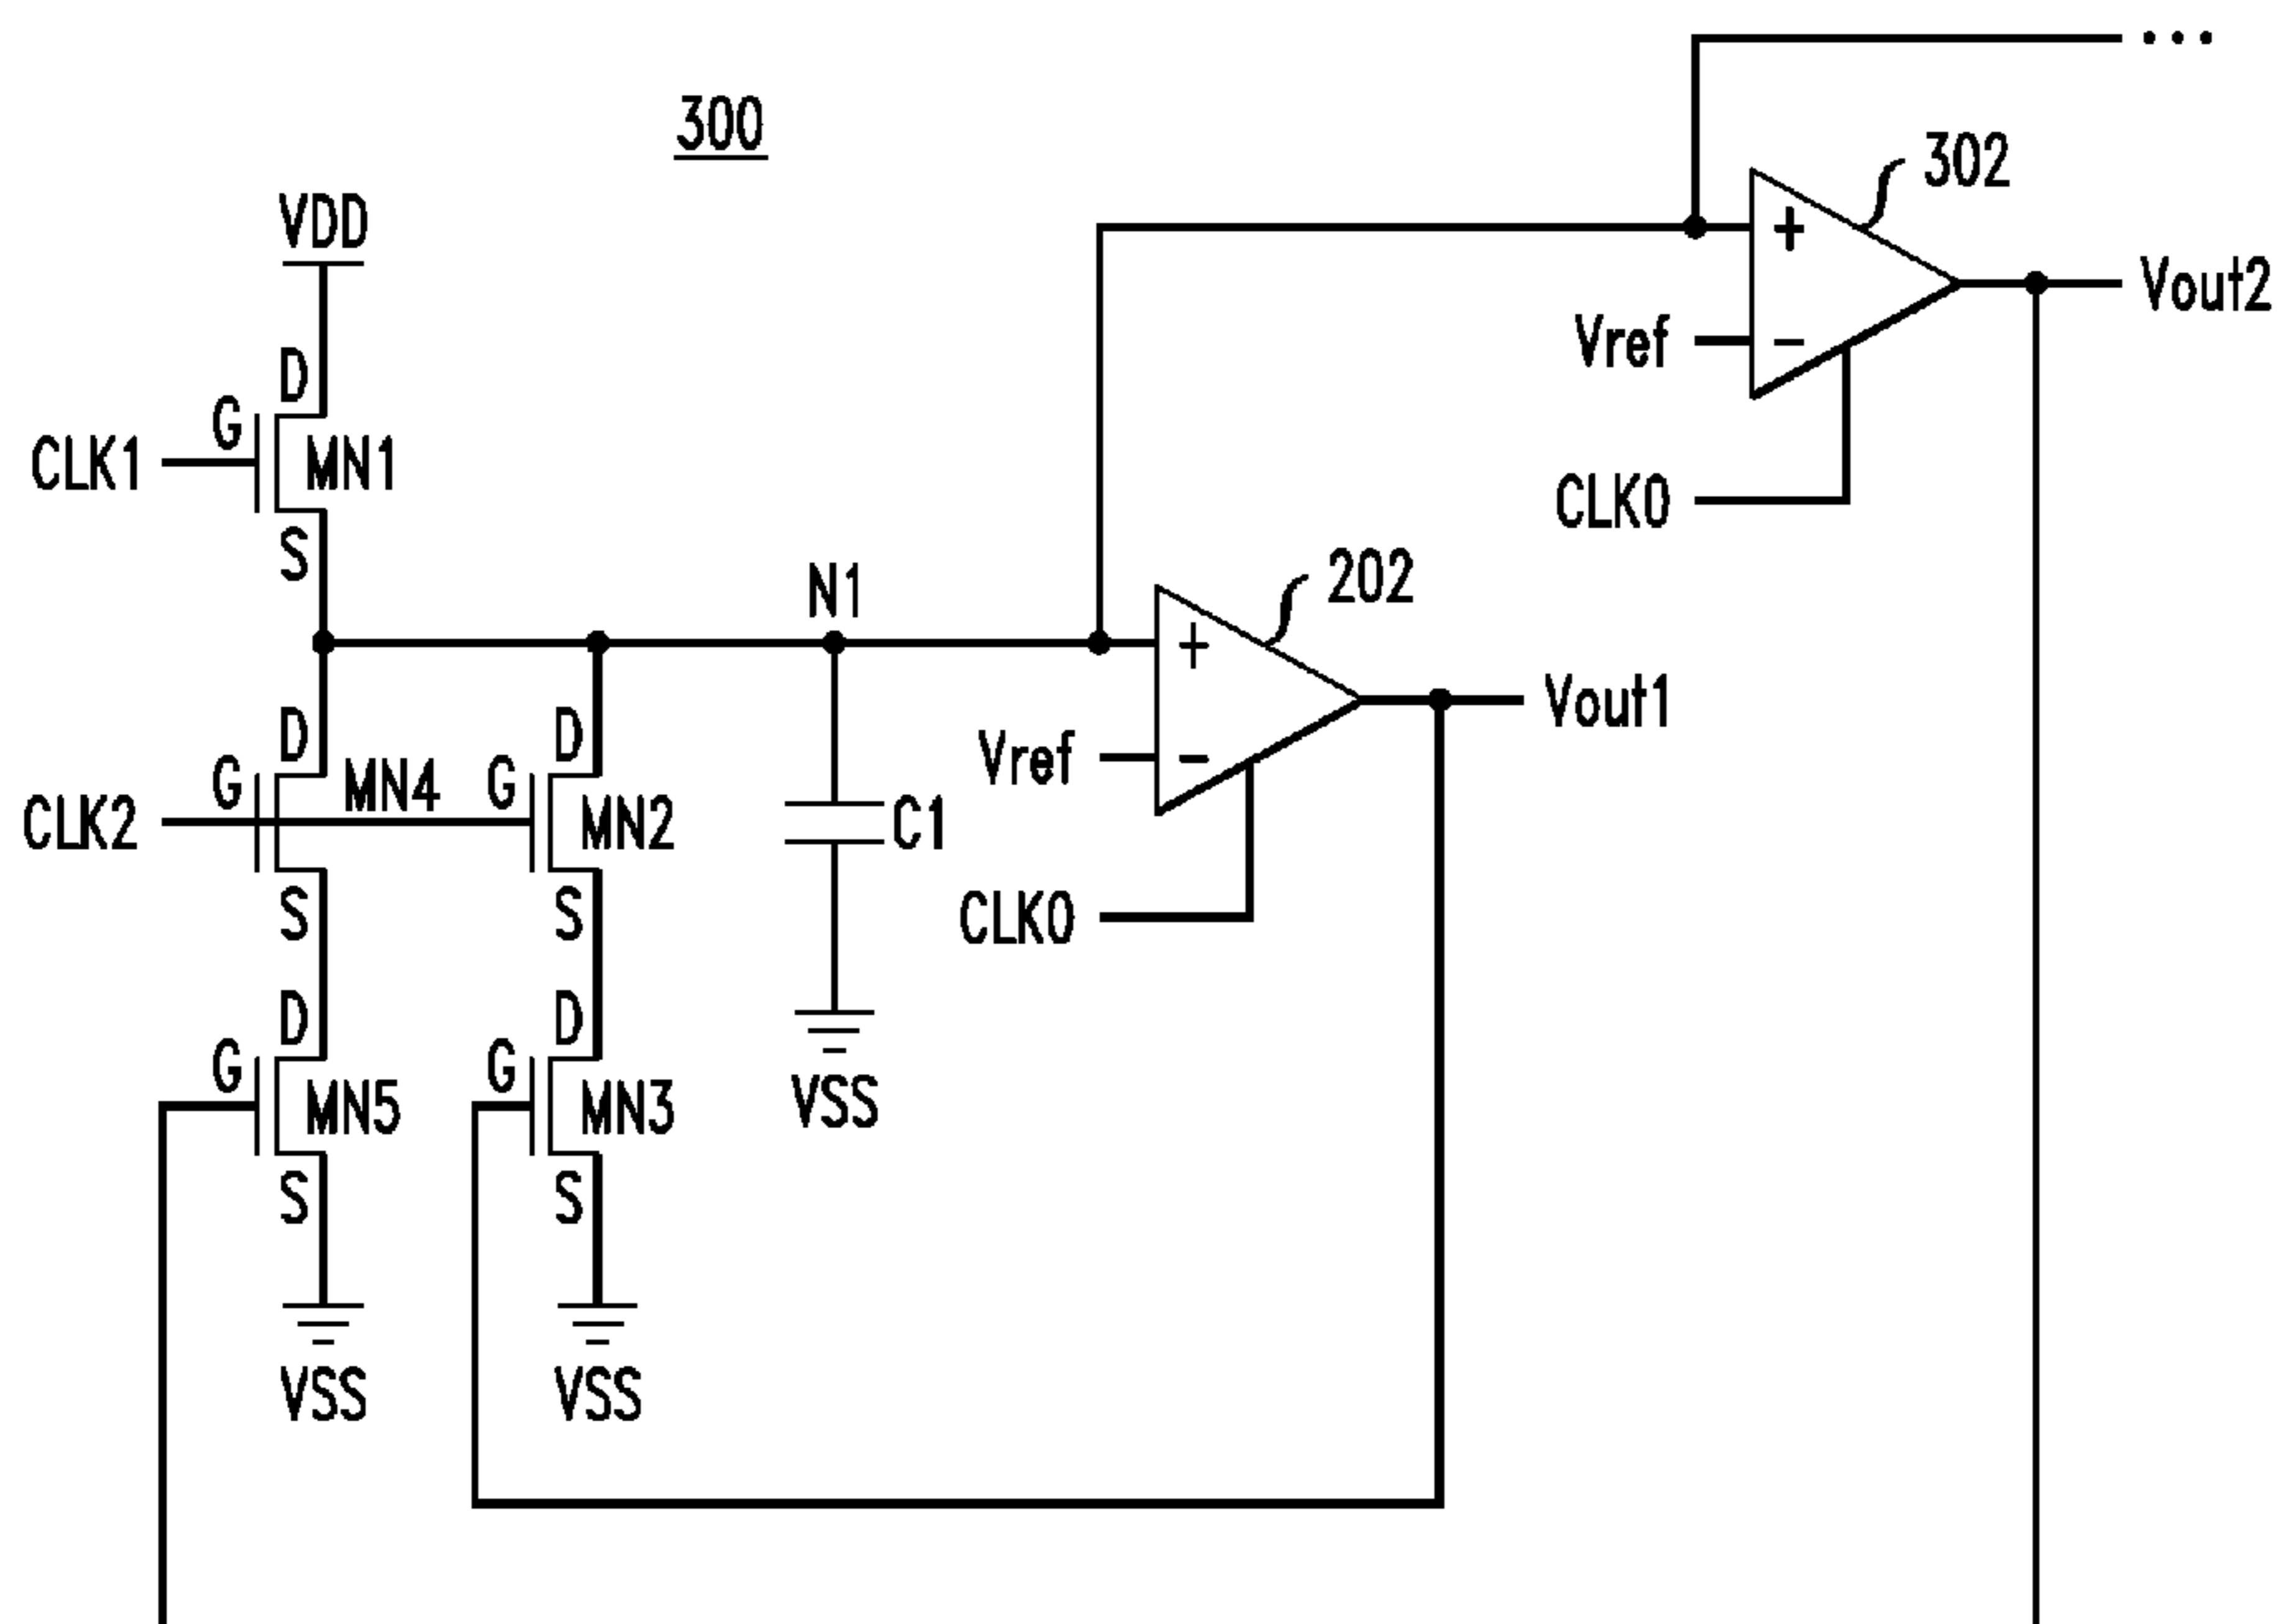 ...
300
302
VDD
Vout2
Vref
D
G
CLK1
MN1
CLK0
S
N1
202
Vout1
D
D
Vref
G
MN4
G
CLK2
MN2
C1
S
S
CLK0
D
D
G
G
MN5
MN3
VSS
S
S
VSS
VSS